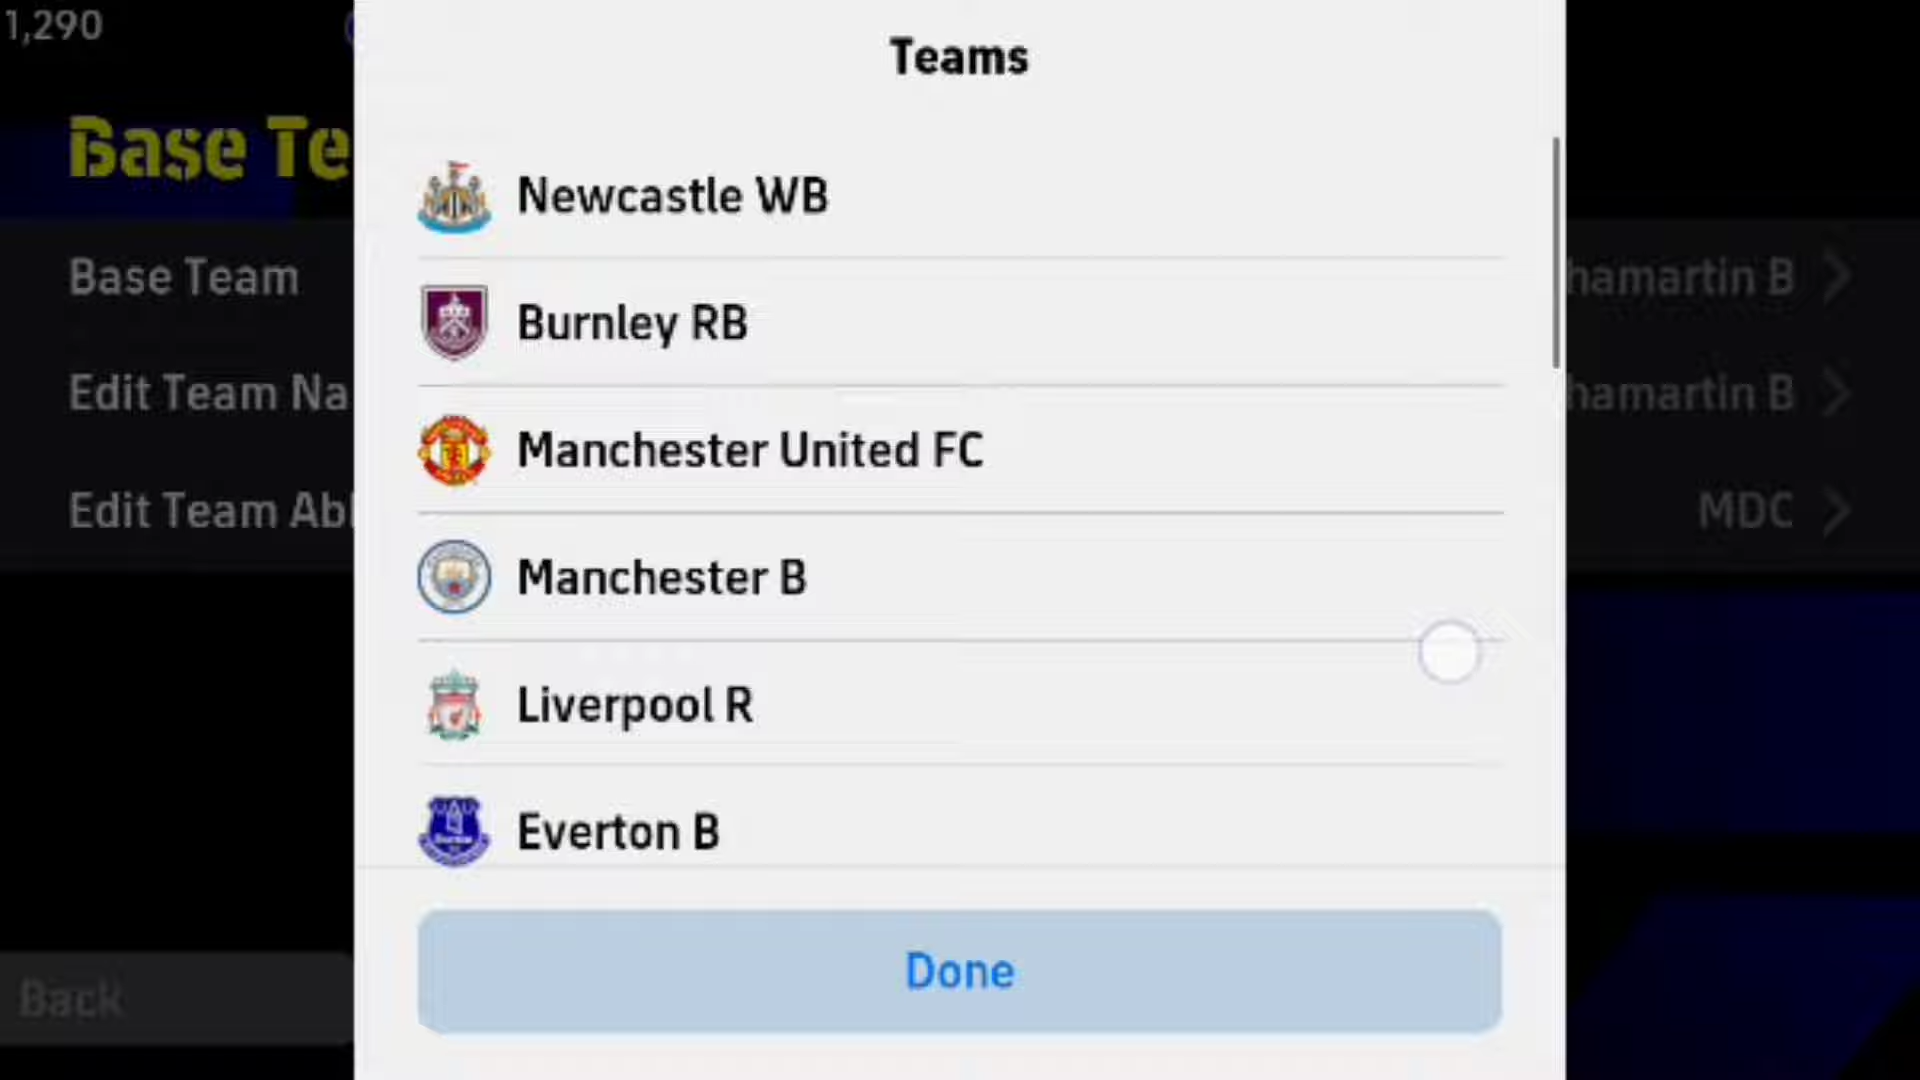 1,290
Teams
Base Te
Newcastle WB
Base Team
hamartin B
Burnley RB
Edit Team Na
hamartin B
Manchester United FC
Edit Team Ab
MDC
Manchester B
Liverpool R
Everton B
Back
Done